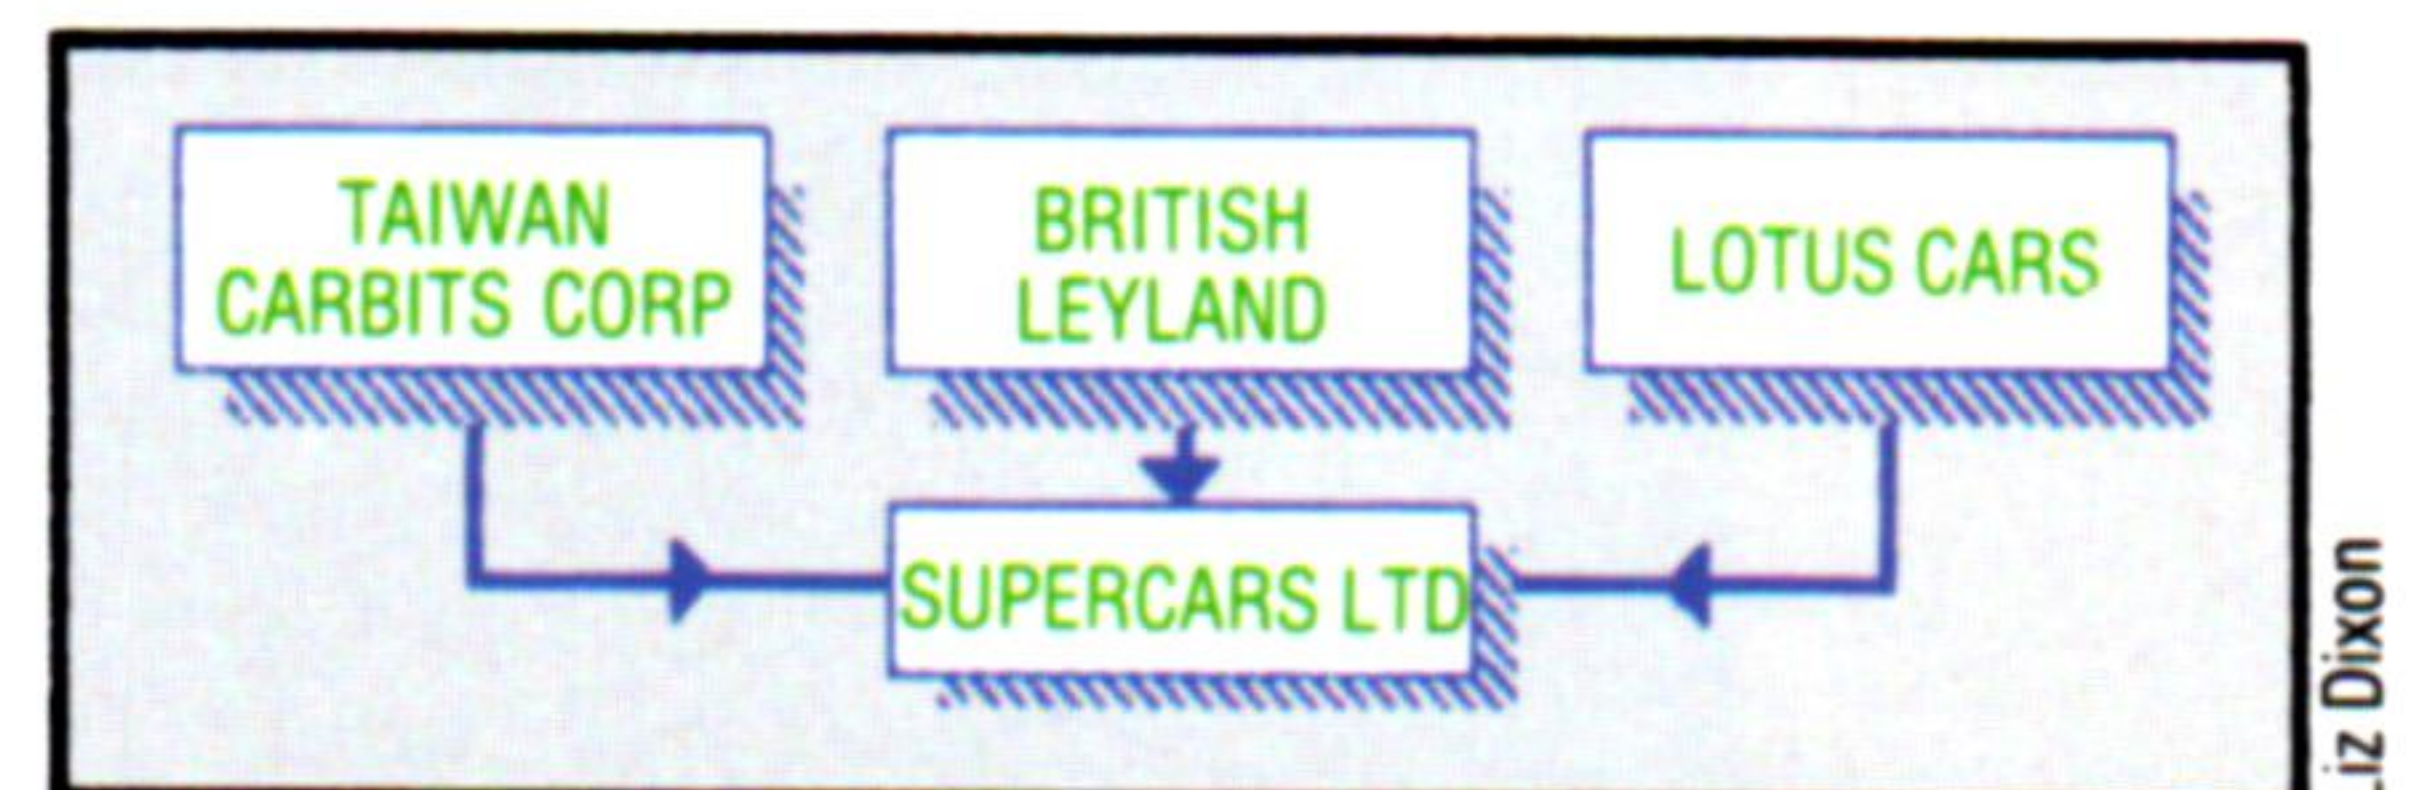 TAIWAN
CARBITS CORP
BRITISH
LEYLAND
LOTUS CARS
SUPERCARS LTD
Liz Dixon